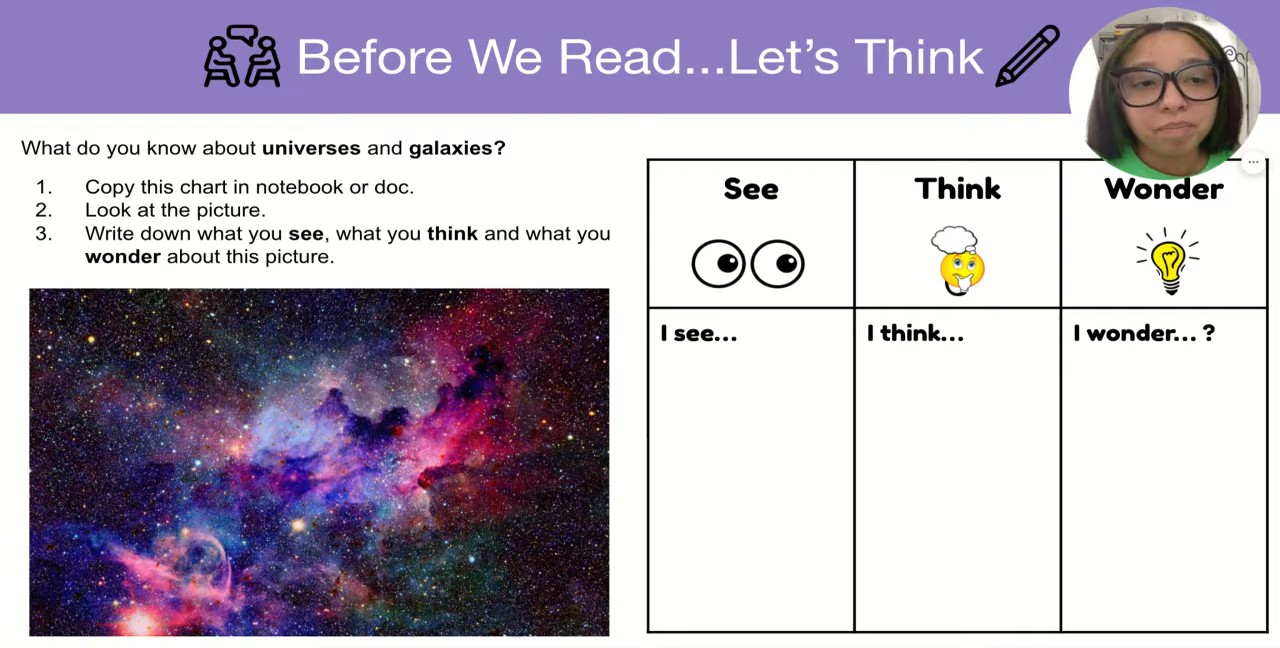 Before We Read...Let's Think
What do you know about universes and galaxies?
1. Copy this chart in notebook or doc.
2. Look at the picture.
3. Write down what you see, what you think and what you
wonder about this picture.
See Think Wonder
I see... I think... I wonder... ?